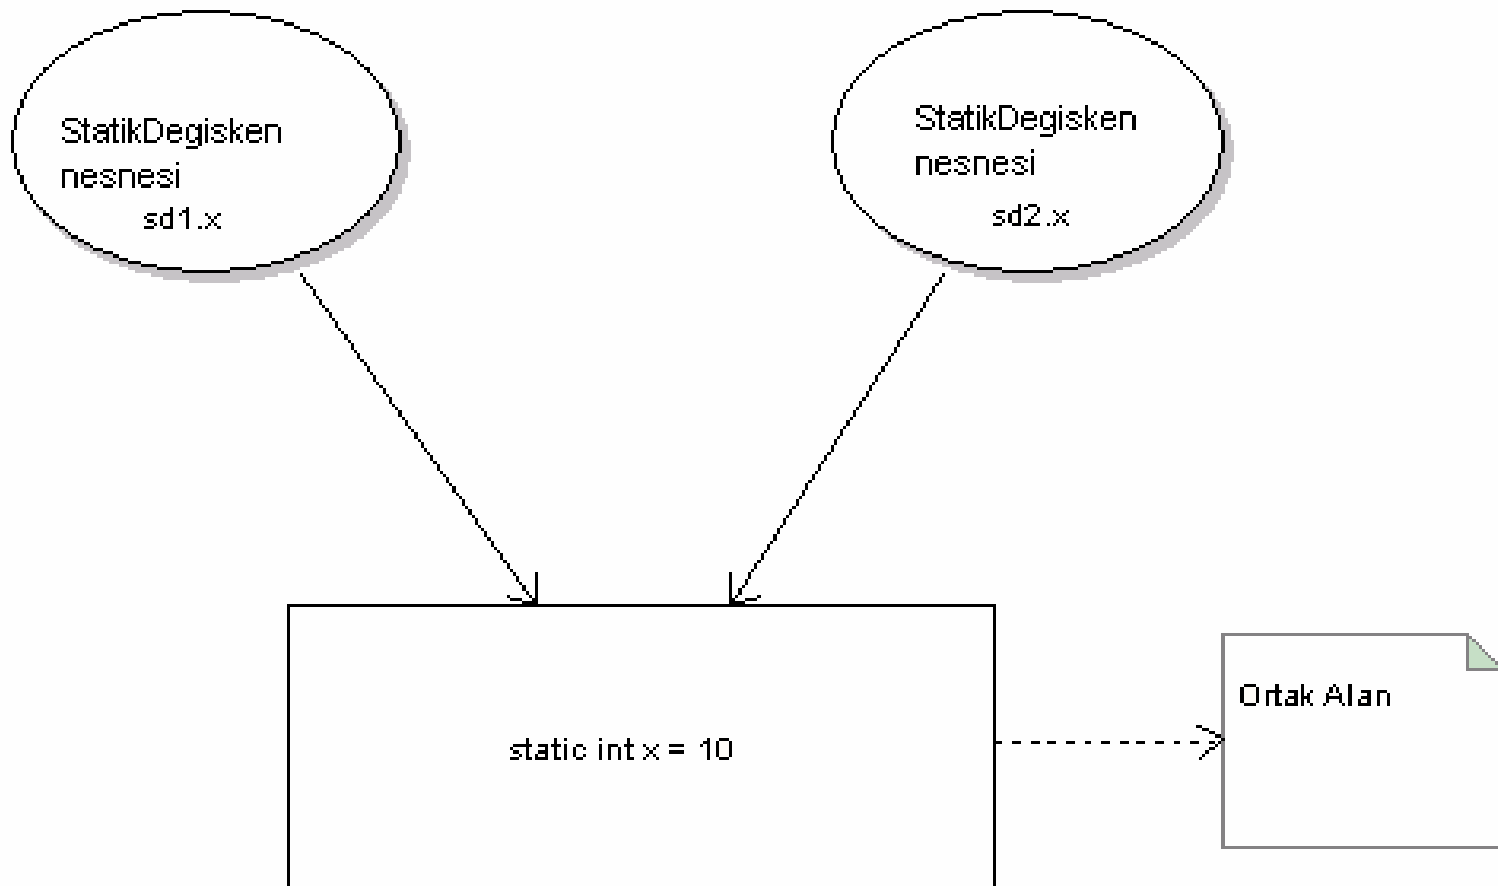 StatikDegisken
nesnesi
sd1.x
StatikDegisken
nesnesi
sd2.x
static int x = 10
Ortak Alan